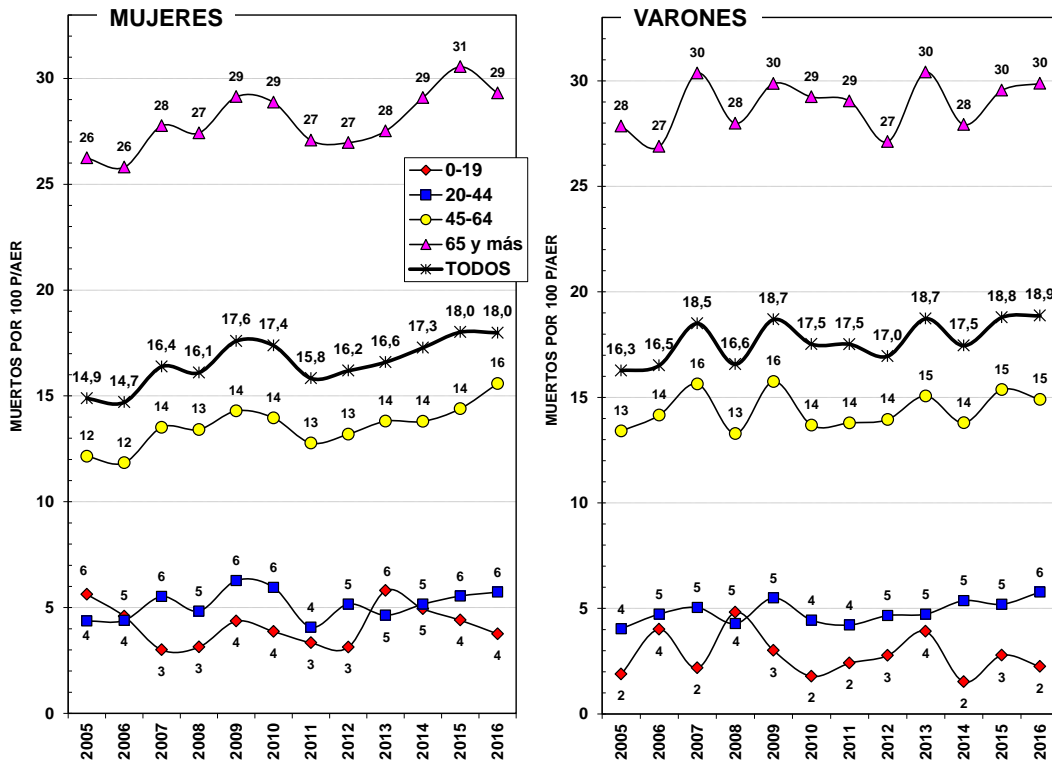 MUJERES
MUERTOS POR 100 P/AER
30
25
20
15
10
5
0
26 26 28 27 29 29 27 27 28 29 31 29
14,9 14,7 16,4 16,1 17,6 17,4 15,8 16,2 16,6 17,3 18,0 18,0
12 12 14 13 14 14 13 13 14 14 14 16
4 4 6 5 6 6 4 5 5 5 6 6
6 5 3 3 4 4 3 3 6 5 4 4
0-19
20-44
45-64
65 y más
TODOS
2005 2006 2007 2008 2009 2010 2011 2012 2013 2014 2015 2016
VARONES
MUERTOS POR 100 P/AER
30
25
20
15
10
5
0
28 27 30 28 30 29 29 27 30 28 30 30
16,3 16,5 18,5 16,6 18,7 17,5 17,5 17,0 18,7 17,5 18,8 18,9
13 14 16 13 16 14 14 14 15 14 15 15
4 5 5 4 5 4 4 5 5 5 5 6
2 4 2 5 3 2 2 3 4 2 3 2
2005 2006 2007 2008 2009 2010 2011 2012 2013 2014 2015 2016